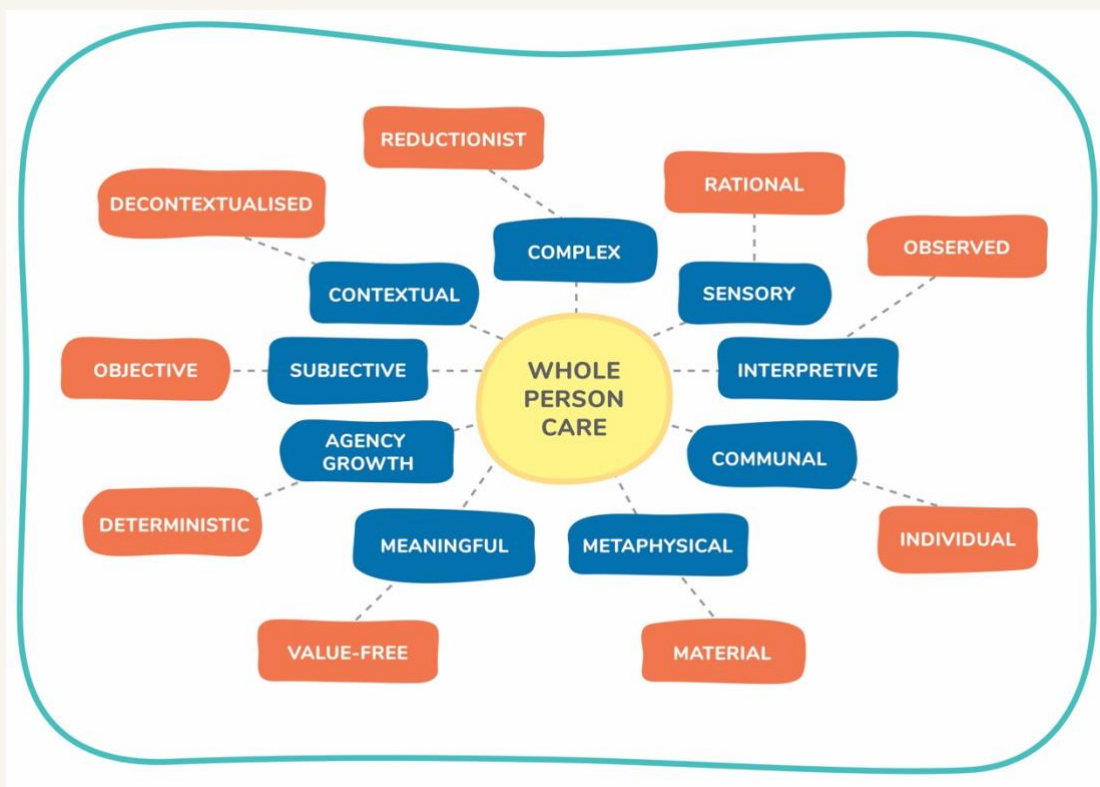 REDUCTIONIST
RATIONAL
DECONTEXTUALISED
OBSERVED
COMPLEX
CONTEXTUAL
SENSORY
OBJECTIVE
SUBJECTIVE
WHOLE
PERSON
CARE
INTERPRETIVE
AGENCY
GROWTH
COMMUNAL
DETERMINISTIC
MEANINGFUL
METAPHYSICAL
INDIVIDUAL
VALUE-FREE
MATERIAL